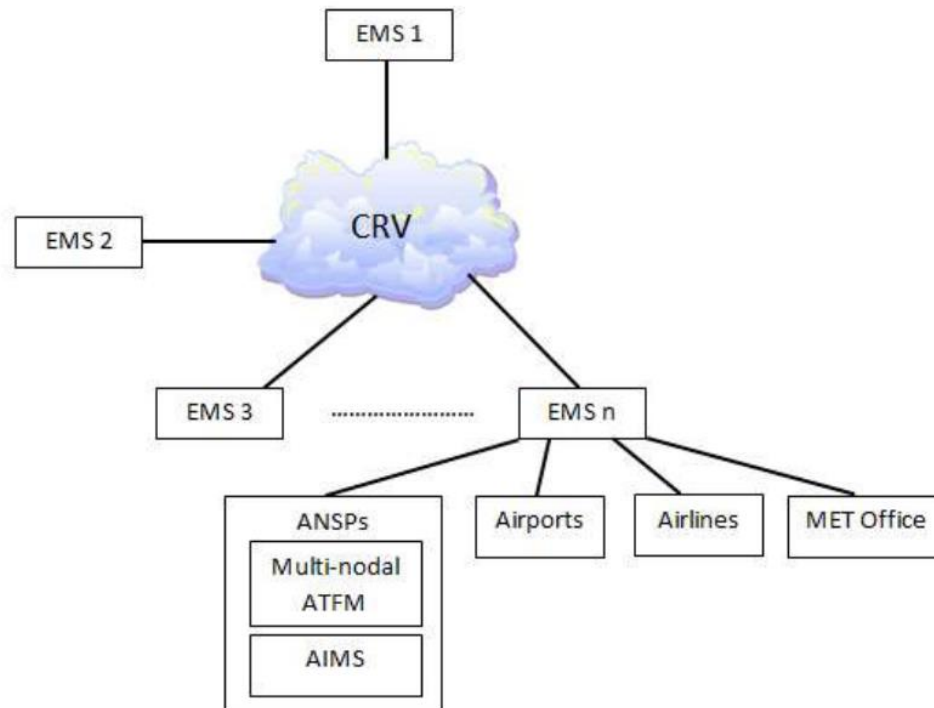 EMS 1
CRV
EMS 2
EMS 3
........................
EMS n
ANSPs
Airports
Airlines
MET Office
Multi-nodal
ATFM
AIMS